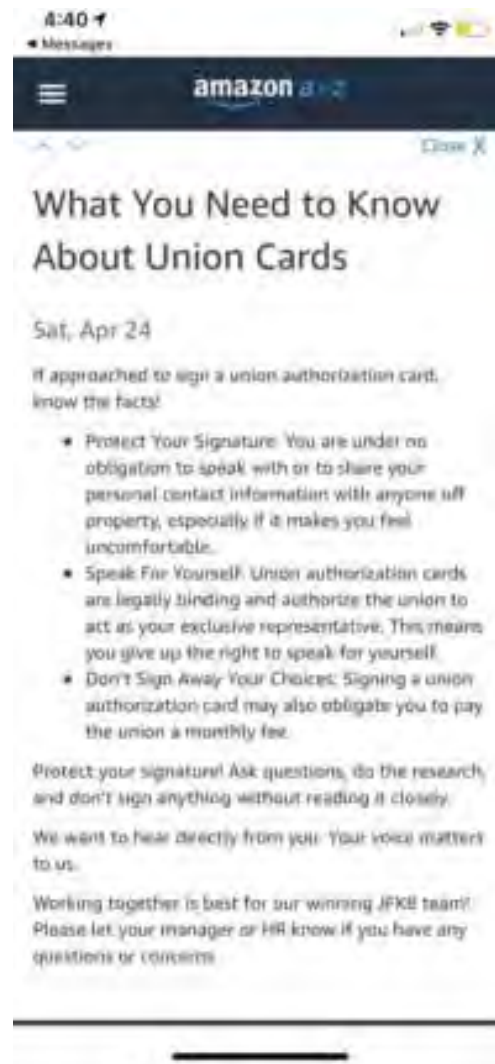 4:40
Messages
amazon a to z
Close X
What You Need to Know
About Union Cards
Sat, Apr 24
If approached to sign a union authorization card,
know the facts!
• Protect Your Signature: You are under no
obligation to speak with or to share your
personal contact information with anyone off
property, especially if it makes you feel
uncomfortable.
• Speak For Yourself: Union authorization cards
are legally binding and authorize the union to
act as your exclusive representative. This means
you give up the right to speak for yourself.
• Don't Sign Away Your Choices: Signing a union
authorization card may also obligate you to pay
the union a monthly fee.
Protect your signature! Ask questions, do the research,
and don't sign anything without reading it closely.
We want to hear directly from you. Your voice matters
to us.
Working together is best for our winning JFK8 team!
Please let your manager or HR know if you have any
questions or concerns.